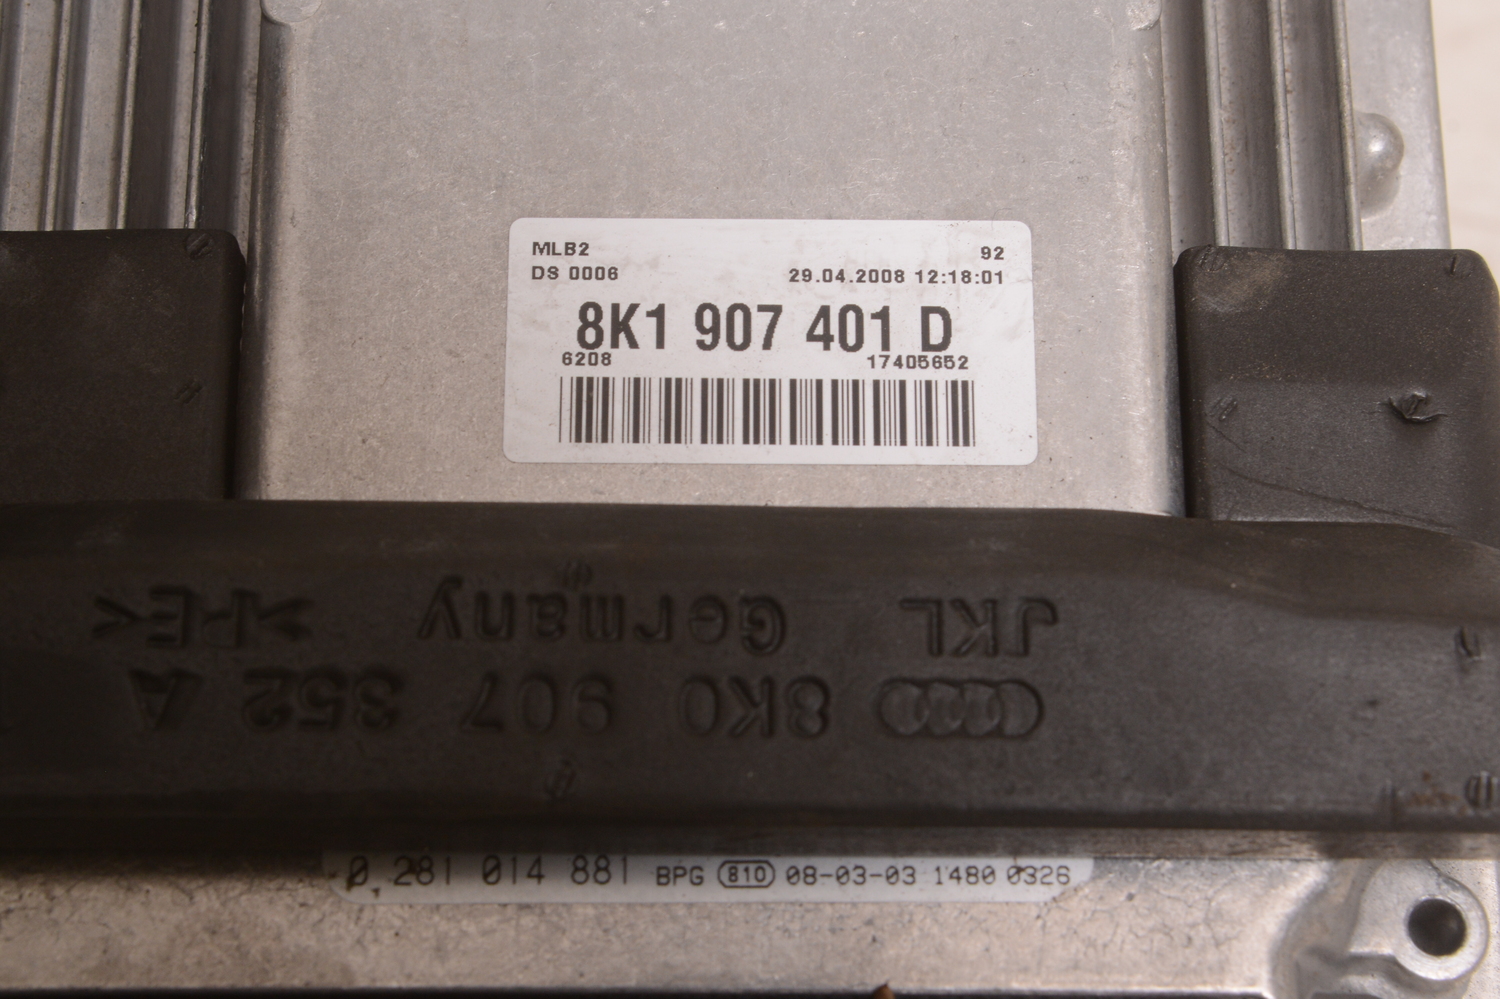 MLB2 92
DS 0006 29.04.2008 12:18:01
8K1 907 401 D
6208 17405652
JKL Germany >PE<
8K0 907 352 A
0 281 014 881 BPG 810 08-03-03 1480 0326